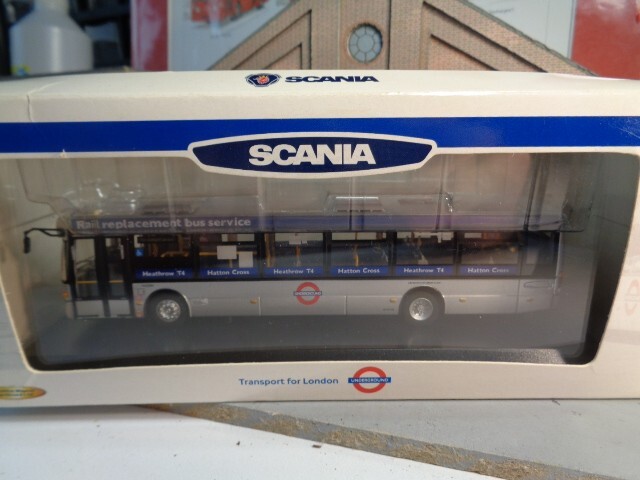 SCANIA
SCANIA
Rail replacement bus service
Heathrow T4 Hatton Cross Heathrow T4 Hatton Cross Heathrow T4 Hatton Cross
Transport for London UNDERGROUND